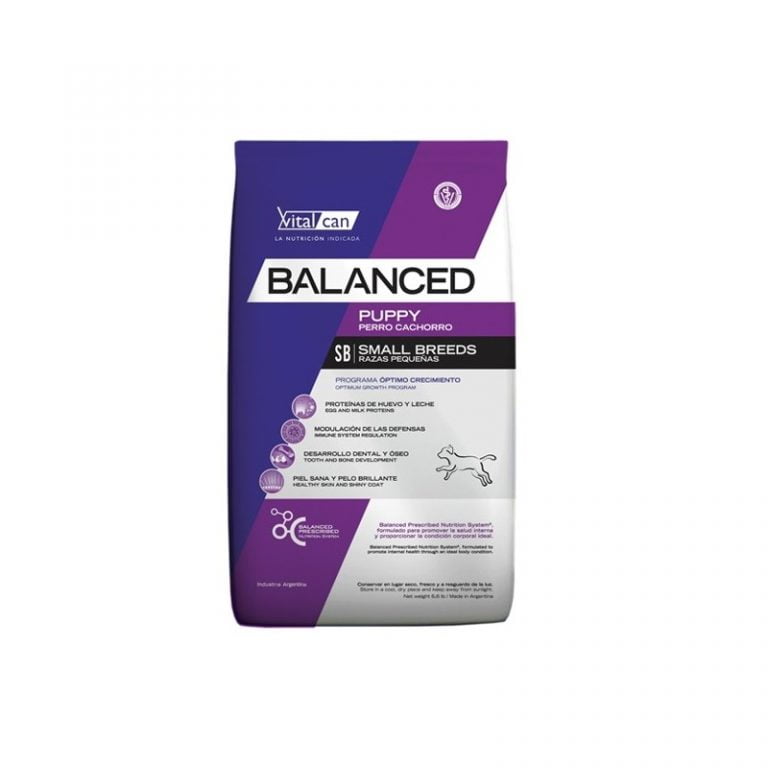 Vital can
LA NUTRICIÓN INDICADA
BALANCED
PUPPY
PERRO CACHORRO
SB SMALL BREEDS
RAZAS PEQUEÑAS
PROGRAMA ÓPTIMO CRECIMIENTO
OPTIMUM GROWTH PROGRAM
PROTEÍNAS DE HUEVO Y LECHE
EGG AND MILK PROTEINS
MODULACIÓN DE LAS DEFENSAS
IMMUNE SYSTEM REGULATION
DESARROLLO DENTAL Y ÓSEO
TOOTH AND BONE DEVELOPMENT
PIEL SANA Y PELO BRILLANTE
HEALTHY SKIN AND SHINY COAT
BALANCED
PRESCRIBED
NUTRITION SYSTEM
Balanced Prescribed Nutrition System®,
formulado para promover la salud interna
y proporcionar la condición corporal ideal.
Balanced Prescribed Nutrition System®, formulated to
promote internal health through an ideal body condition.
Industria Argentina
Conservar en lugar seco, fresco y a resguardo de la luz.
Store in a cool, dry place and keep away from sunlight.
Net weight 6,6 lb / Made in Argentina